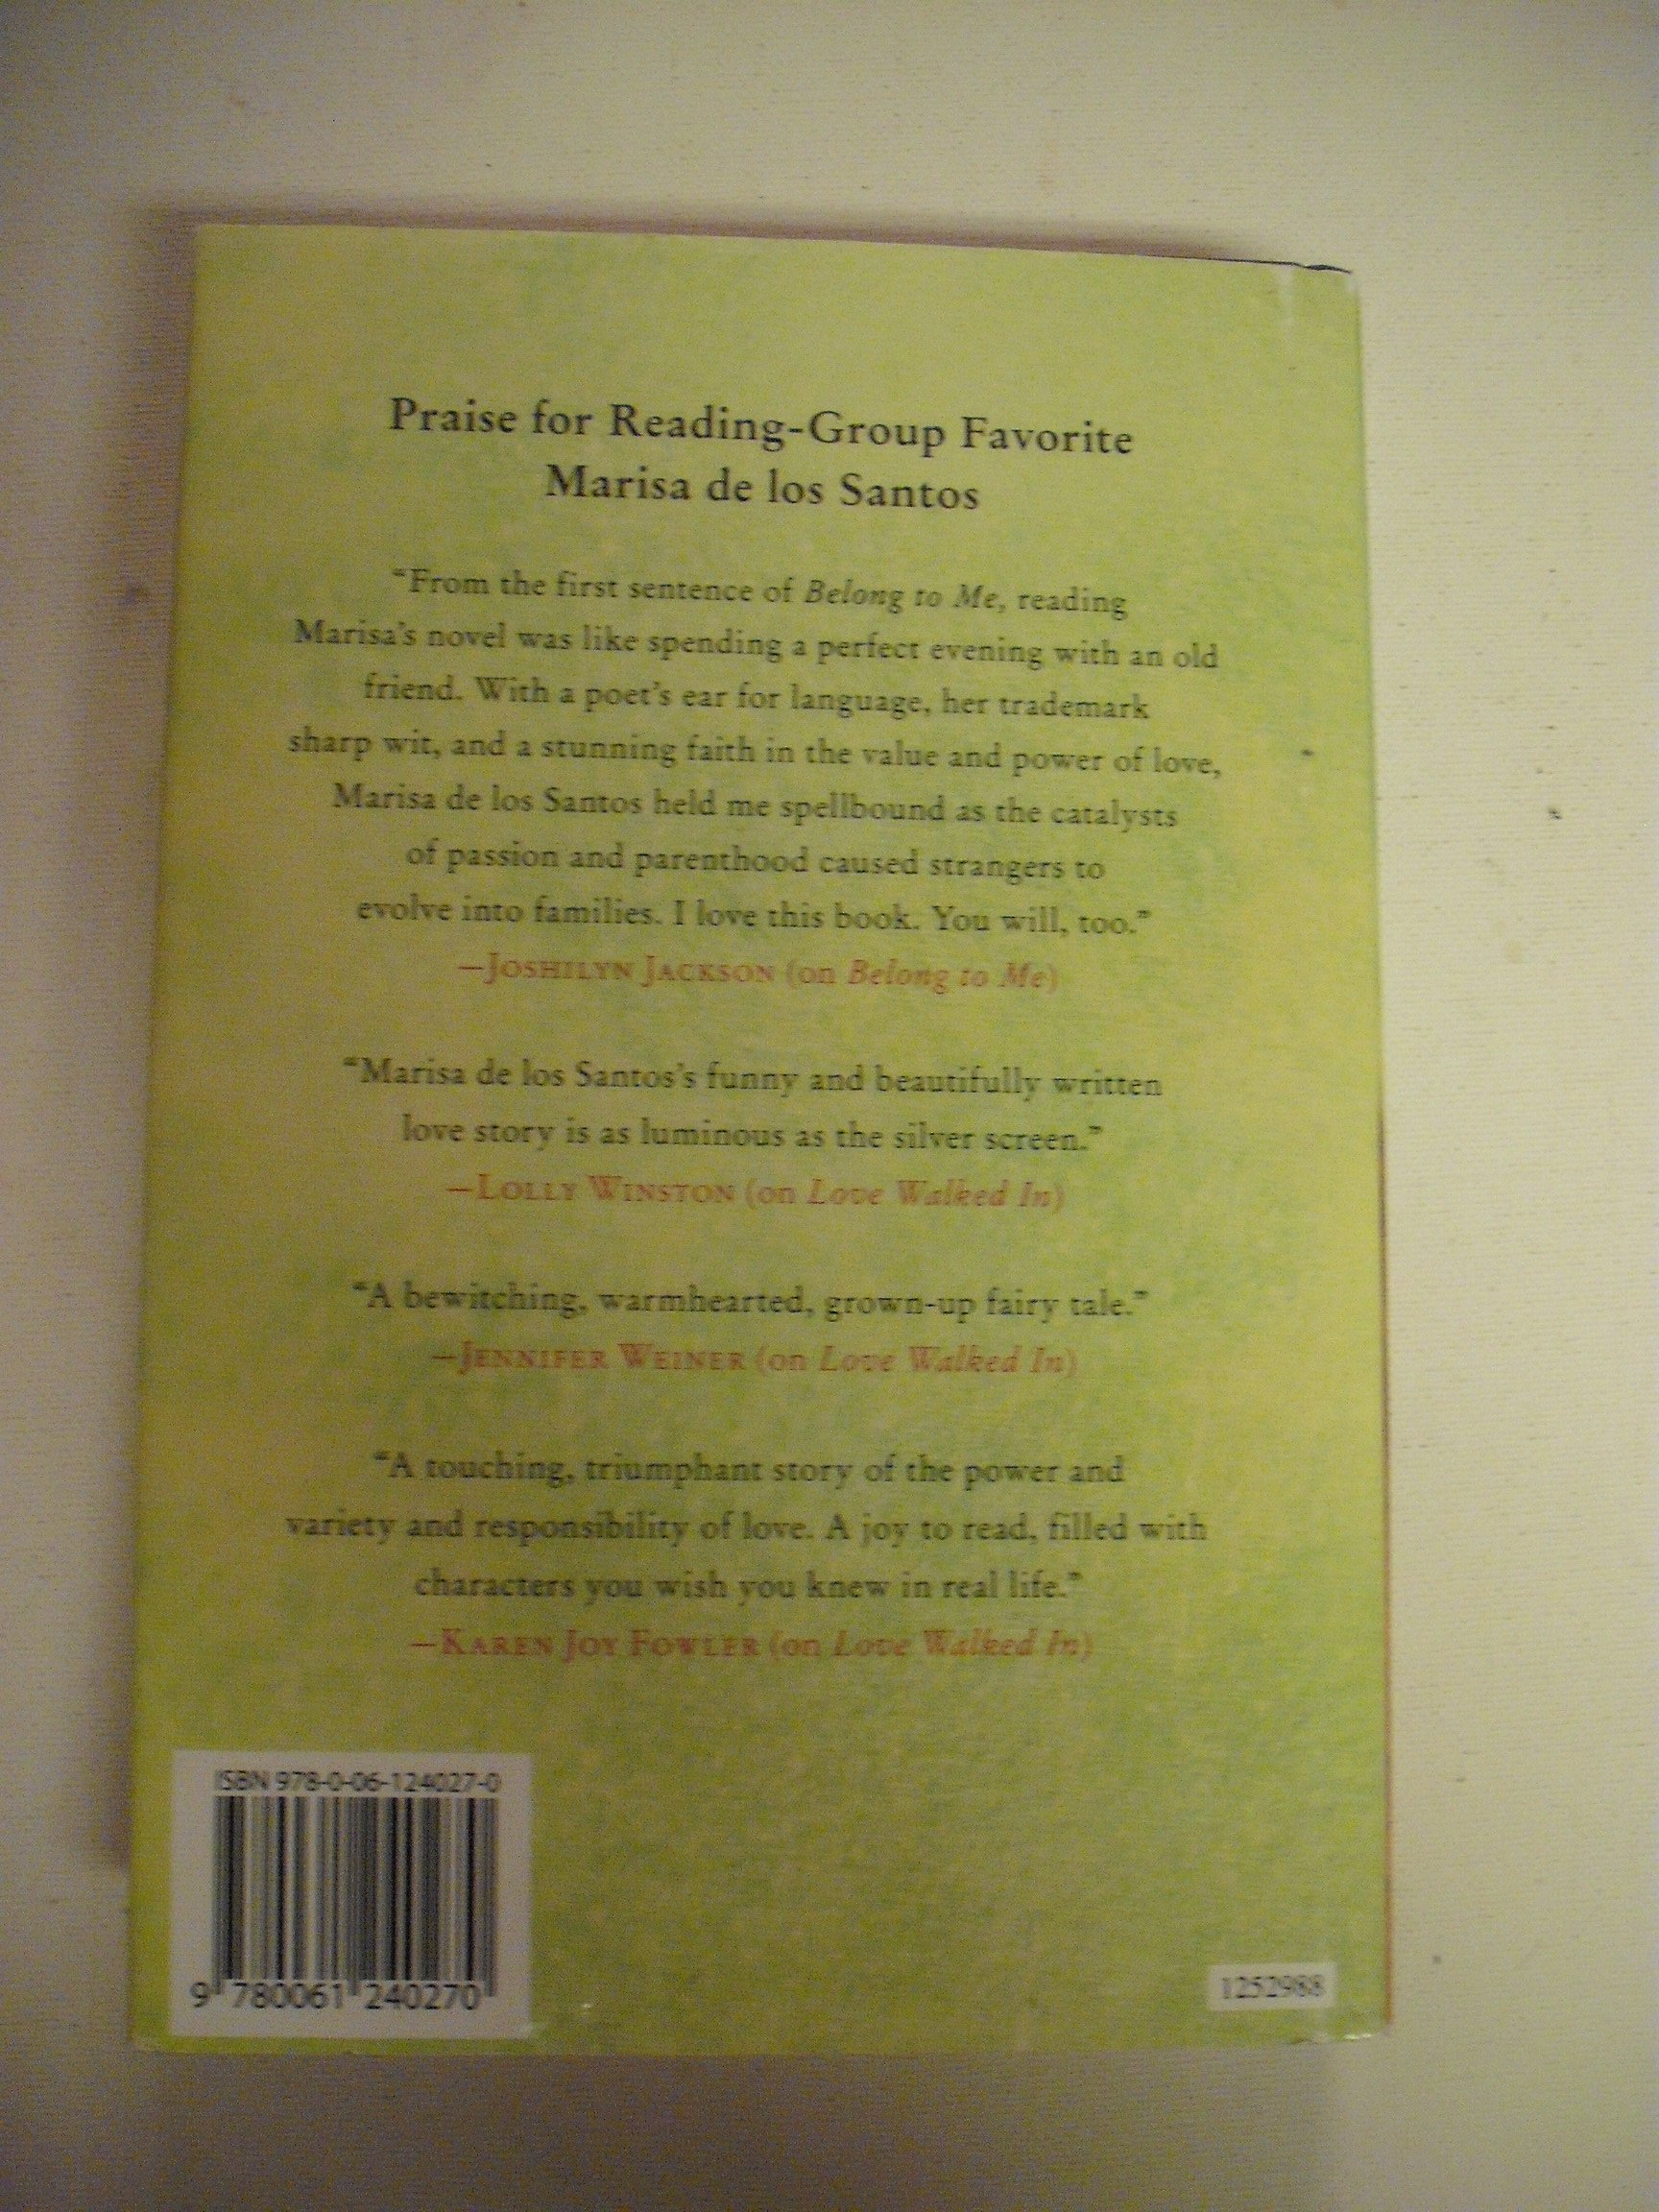 Praise for Reading-Group Favorite
Marisa de los Santos
“From the first sentence of Belong to Me, reading
Marisa’s novel was like spending a perfect evening with an old
friend. With a poet’s ear for language, her trademark
sharp wit, and a stunning faith in the value and power of love,
Marisa de los Santos held me spellbound as the catalysts
of passion and parenthood caused strangers to
evolve into families. I love this book. You will, too.”
—JOSHILYN JACKSON (on Belong to Me)
“Marisa de los Santos’s funny and beautifully written
love story is as luminous as the silver screen.”
—LOLLY WINSTON (on Love Walked In)
“A bewitching, warmhearted, grown-up fairy tale.”
—JENNIFER WEINER (on Love Walked In)
“A touching, triumphant story of the power and
variety and responsibility of love. A joy to read, filled with
characters you wish you knew in real life.”
—KAREN JOY FOWLER (on Love Walked In)
ISBN 978-0-06-124027-0
9 780061 240270
1252988